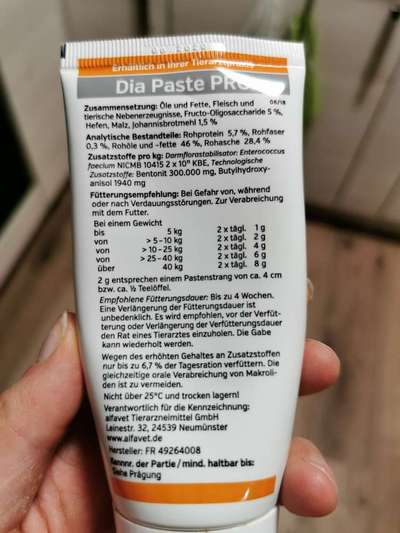 Erhältlich in Ihrer Tierarztpraxis
Dia Paste PRO
Zusammensetzung: Öle und Fette, Fleisch und
06/18
tierische Nebenerzeugnisse, Fructo-Oligosaccharide 5 %,
Hefen, Malz, Johannisbrotmehl 1,5 %
Analytische Bestandteile: Rohprotein 5,7 %, Rohfaser
0,3 %, Rohöle und -fette 46 %, Rohasche 28,4 %
Zusatzstoffe pro kg: Darmflorastabilisator: Enterococcus
faecium NICMB 10415 2 x 10⁹ KBE, Technologische
Zusatzstoffe: Bentonit 300.000 mg, Butylhydroxy-
anisol 1940 mg
Fütterungsempfehlung: Bei Gefahr von, während
oder nach Verdauungsstörungen. Zur Verabreichung
mit dem Futter.
Bei einem Gewicht
bis 5 kg 2 x tägl. 1 g
von > 5-10 kg 2 x tägl. 2 g
von > 10-25 kg 2 x tägl. 4 g
von > 25-40 kg 2 x tägl. 6 g
über 40 kg 2 x tägl. 8 g
2 g entsprechen einem Pastenstrang von ca. 4 cm
bzw. ca. ½ Teelöffel.
Empfohlene Fütterungsdauer: Bis zu 4 Wochen.
Eine Verlängerung der Fütterungsdauer ist
unbedenklich. Es wird empfohlen, vor der Verfüt-
terung oder Verlängerung der Verfütterungsdauer
den Rat eines Tierarztes einzuholen. Die Gabe
kann wiederholt werden.
Wegen des erhöhten Gehaltes an Zusatzstoffen
nur bis zu 6,7 % der Tagesration verfüttern. Die
gleichzeitige orale Verabreichung von Makroli-
den ist zu vermeiden.
Nicht über 25°C und trocken lagern!
Verantwortlich für die Kennzeichnung:
alfavet Tierarzneimittel GmbH
Leinestr. 32, 24539 Neumünster
www.alfavet.de
Hersteller: FR 49264008
Kennnr. der Partie / mind. haltbar bis:
Siehe Prägung